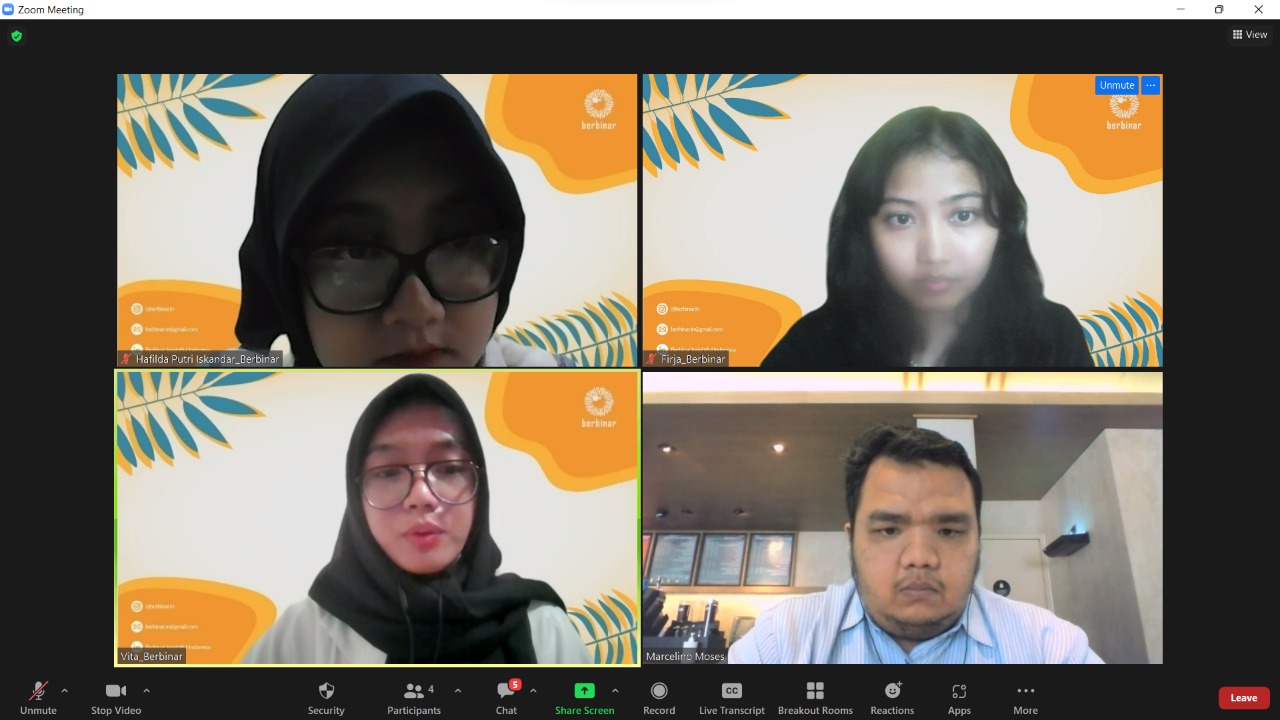 Zoom Meeting
View
berbinar
Hafilda Putri Iskandar_Berbinar
Unmute
berbinar
Firja_Berbinar
berbinar
Vita_Berbinar
Marcelino Moses
Unmute
Stop Video
Security
4
Participants
5
Chat
Share Screen
CC
Record
Live Transcript
Breakout Rooms
Reactions
Apps
More
Leave